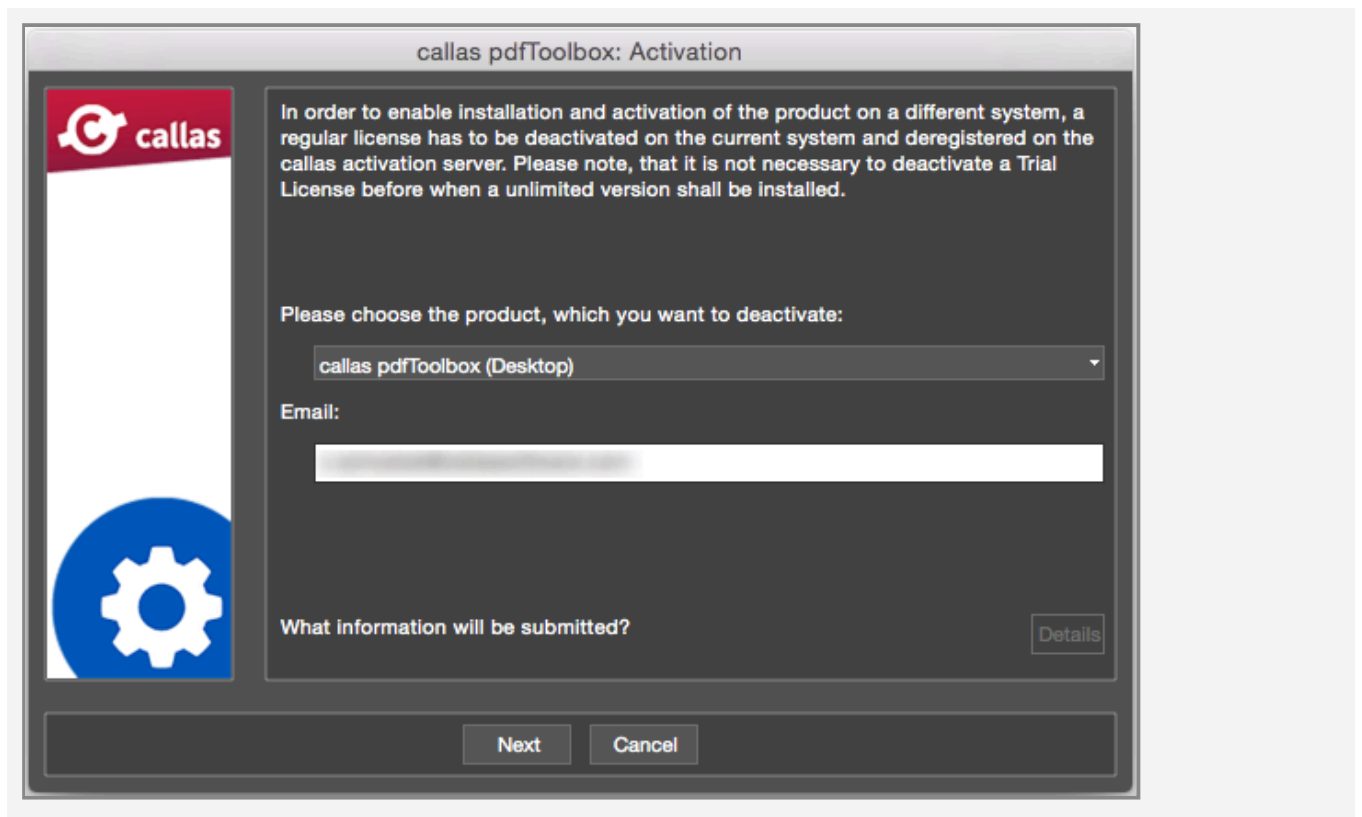 callas pdfToolbox: Activation
callas
In order to enable installation and activation of the product on a different system, a
regular license has to be deactivated on the current system and deregistered on the
callas activation server. Please note, that it is not necessary to deactivate a Trial
License before when a unlimited version shall be installed.
Please choose the product, which you want to deactivate:
callas pdfToolbox (Desktop)
Email:
What information will be submitted?
Details
Next
Cancel